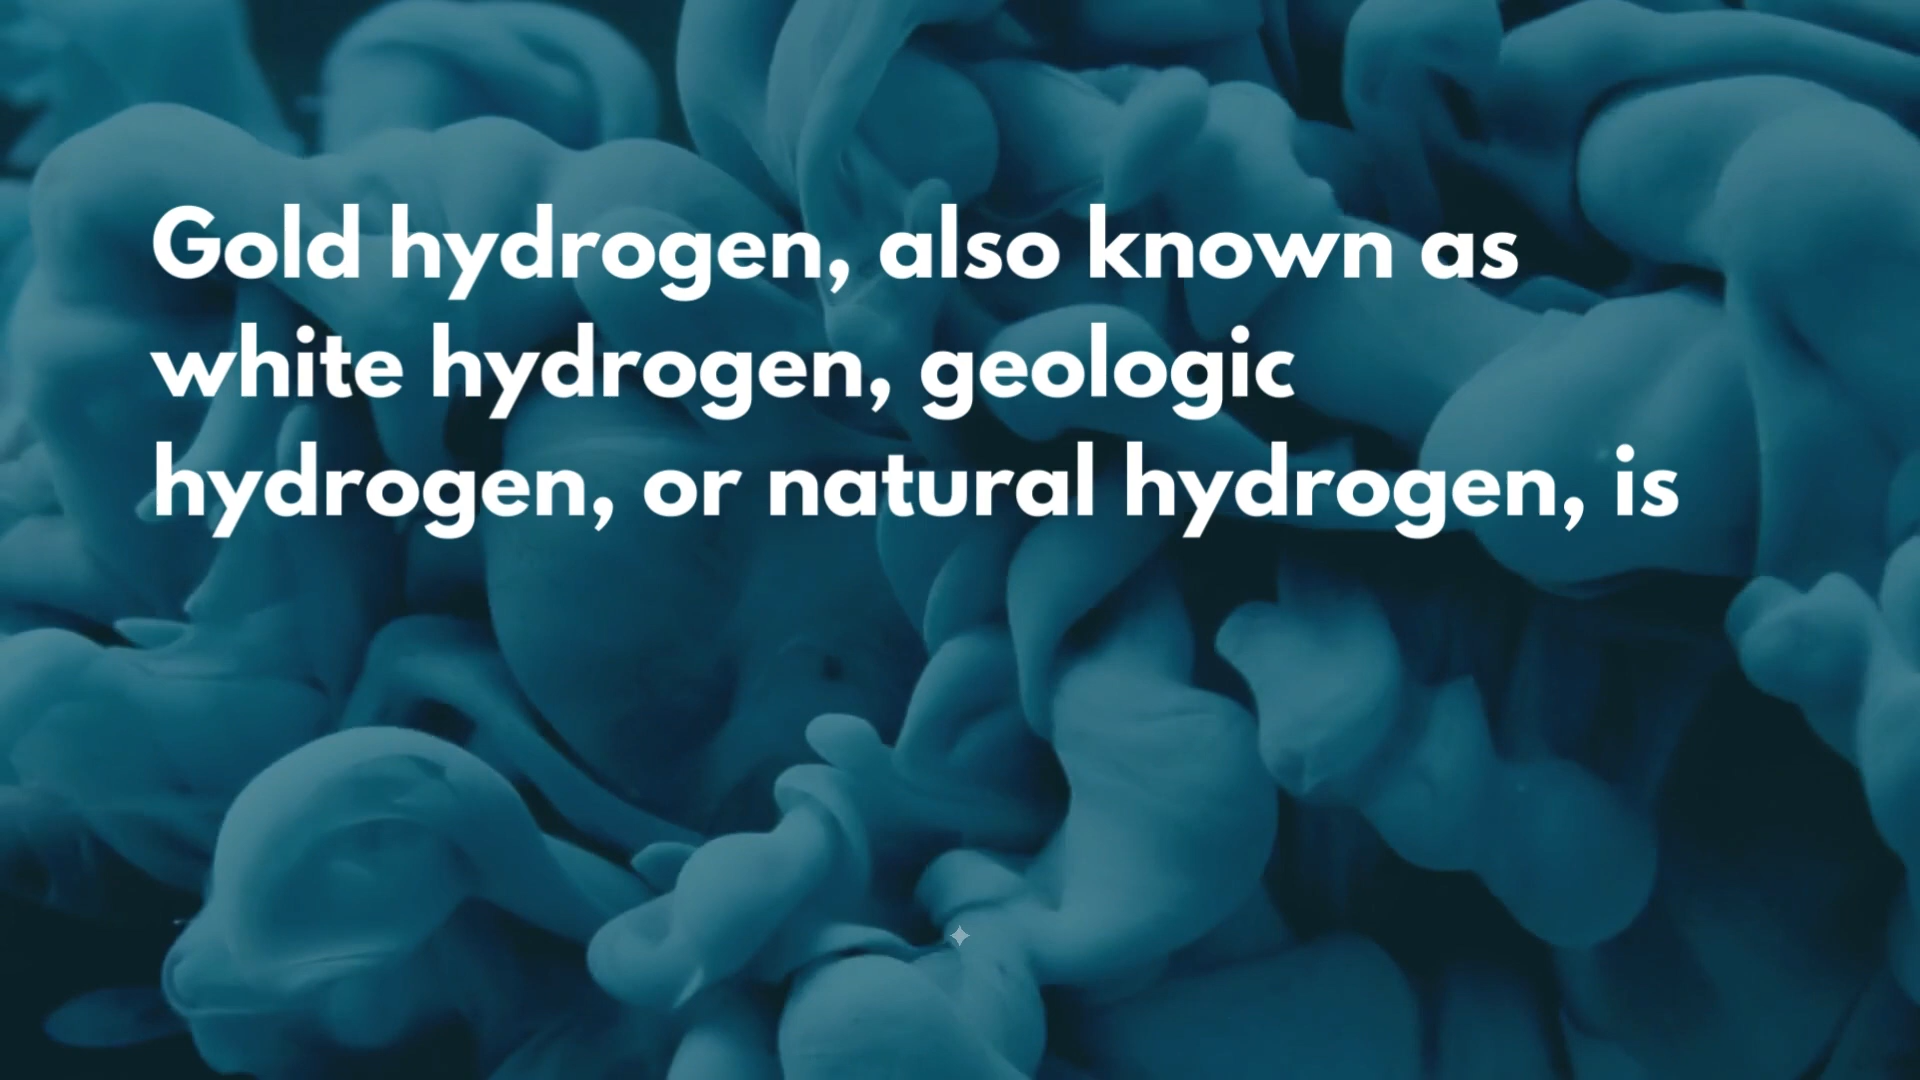 Gold hydrogen, also known as
white hydrogen, geologic
hydrogen, or natural hydrogen, is